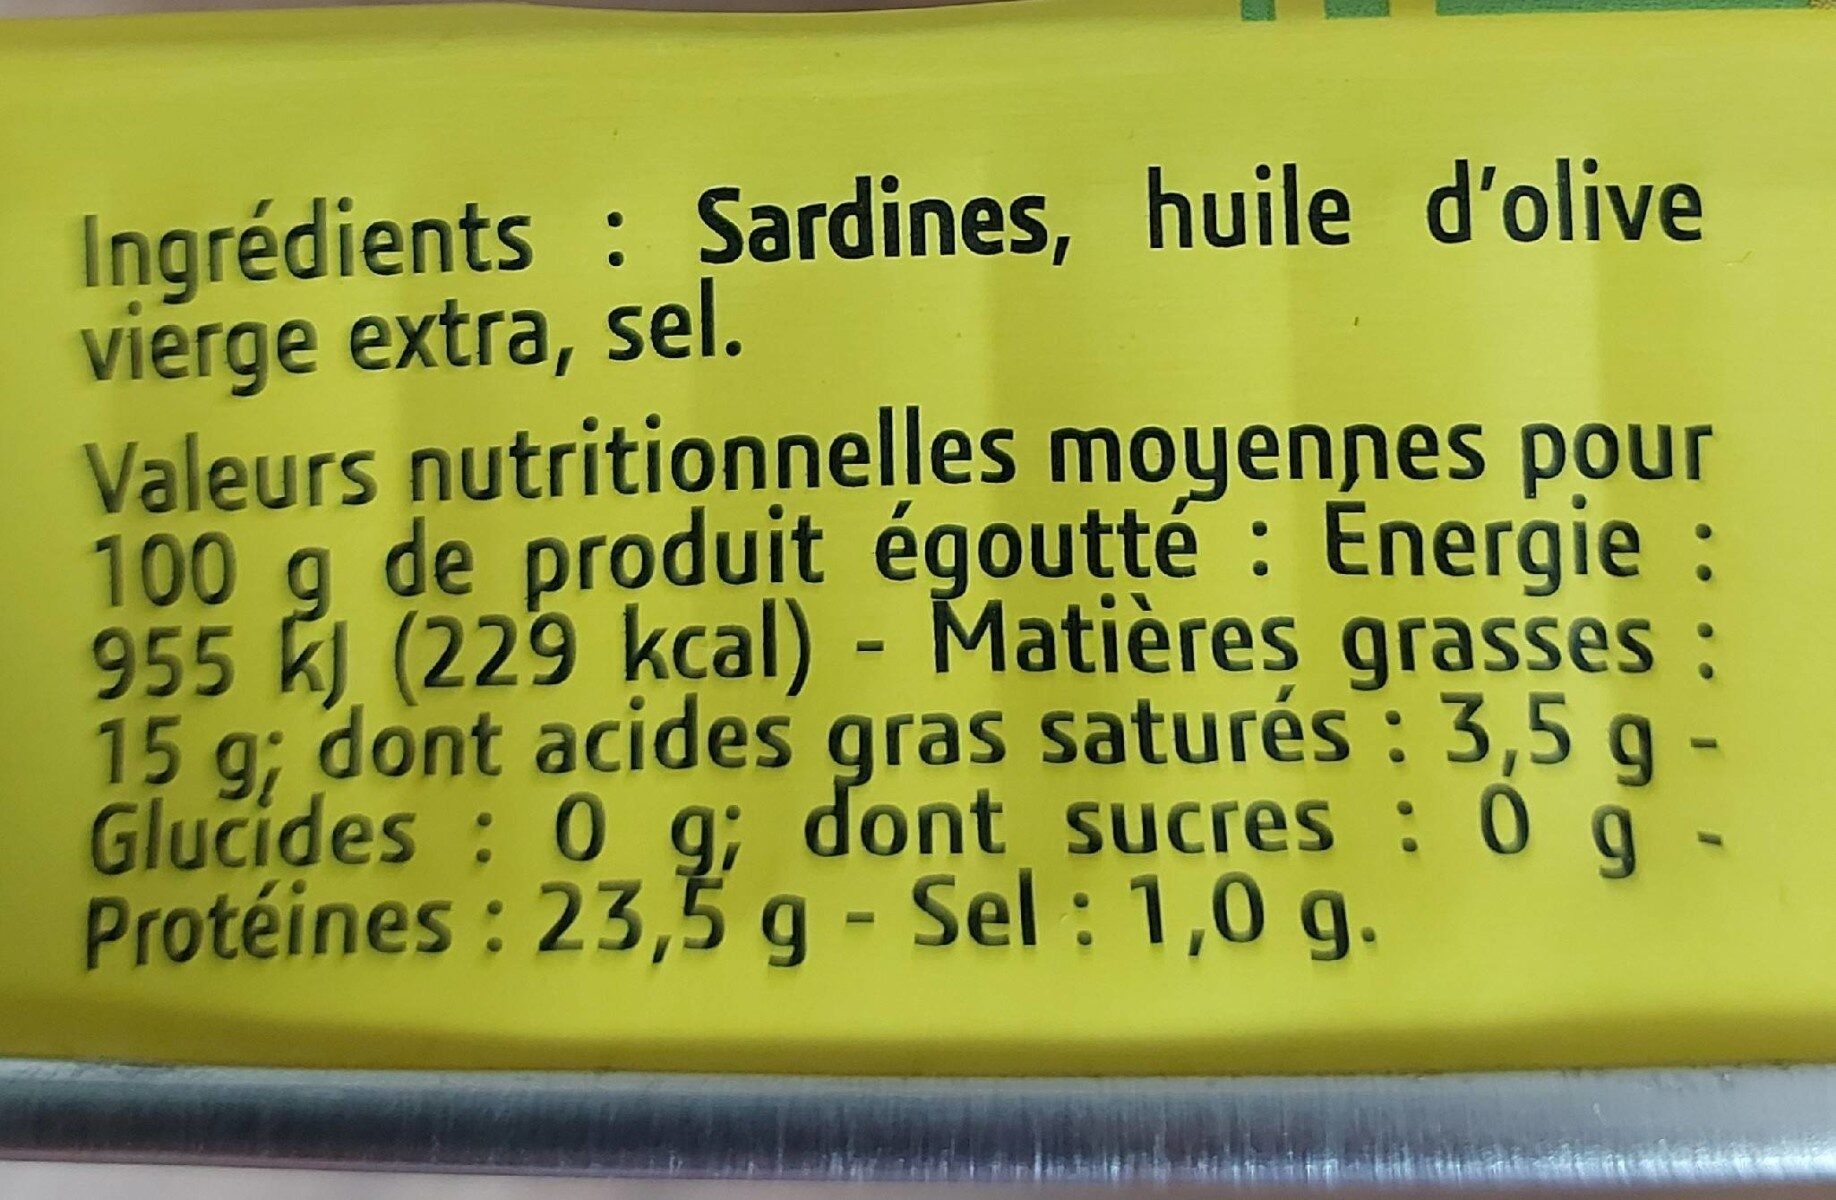 Ingrédients : Sardines, huile d'olive
vierge extra, sel.
Valeurs nutritionnelles moyennes pour
100 g de produit égoutté : Énergie :
955 kJ (229 kcal) - Matières grasses :
15 g; dont acides gras saturés : 3,5 g -
Glucides : 0 g; dont sucres : 0 g -
Protéines : 23,5 g - Sel : 1,0 g.